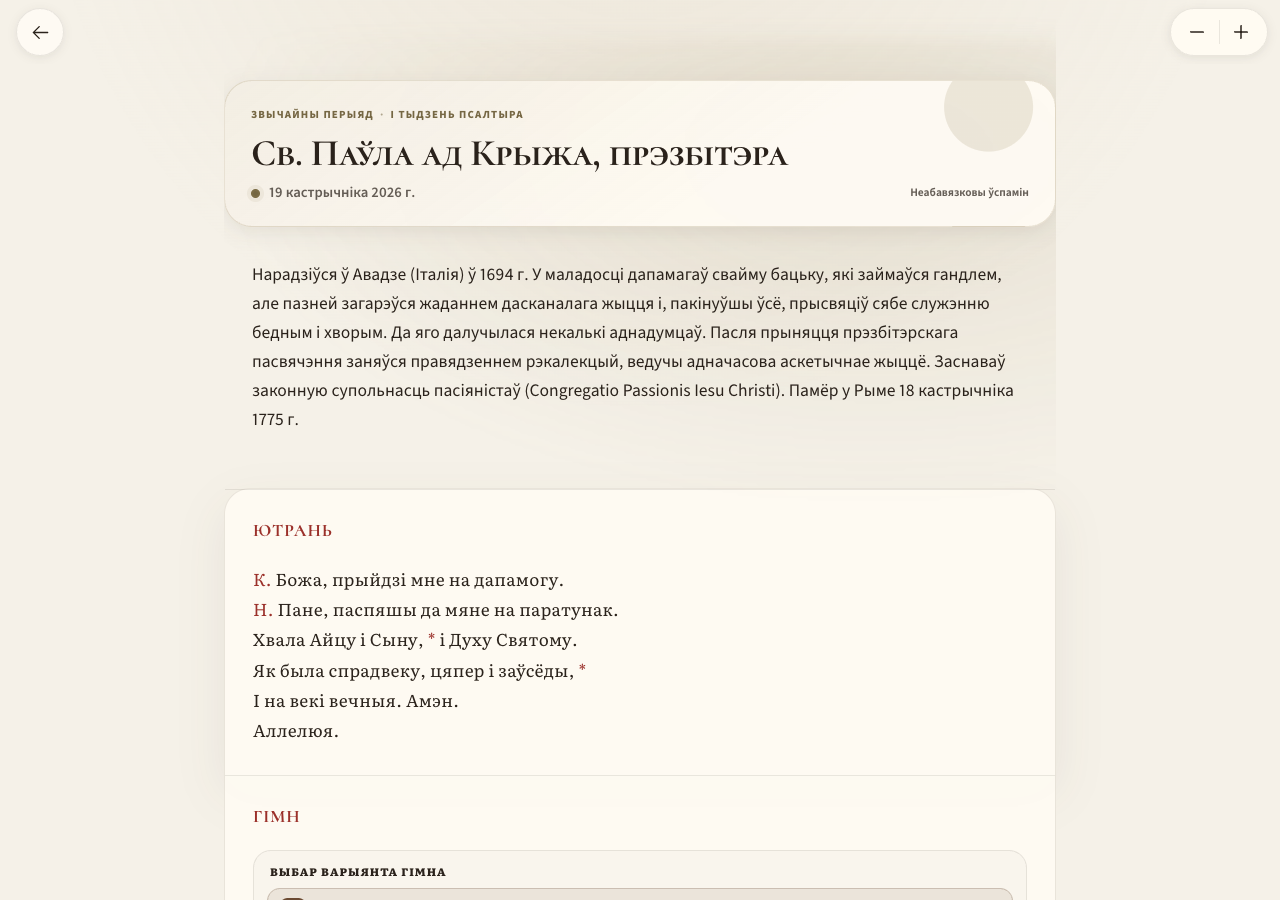 ЗВЫЧАЙНЫ ПЕРЫЯД · I ТЫДЗЕНЬ ПСАЛТЫРА
Св. Паўла ад Крыжа, прэзбітэра
19 кастрычніка 2026 г.
Неабавязковы ўспамін
Нарадзіўся ў Авадзе (Італія) ў 1694 г. У маладосці дапамагаў свайму бацьку, які займаўся гандлем,
але пазней загарэўся жаданнем дасканалага жыцця і, пакінуўшы ўсё, прысвяціў сябе служэнню
бедным і хворым. Да яго далучылася некалькі аднадумцаў. Пасля прыняцця прэзбітэрскага
пасвячэння заняўся правядзеннем рэкалекцый, ведучы адначасова аскетычнае жыццё. Заснаваў
законную супольнасць пасіяністаў (Congregatio Passionis Iesu Christi). Памёр у Рыме 18 кастрычніка
1775 г.
ЮТРАНЬ
К. Божа, прыйдзі мне на дапамогу.
Н. Пане, паспяшы да мяне на паратунак.
Хвала Айцу і Сыну, * і Духу Святому.
Як была спрадвеку, цяпер і заўсёды, *
І на векі вечныя. Амэн.
Аллелюя.
ГІМН
ВЫБАР ВАРЫЯНТА ГІМНА